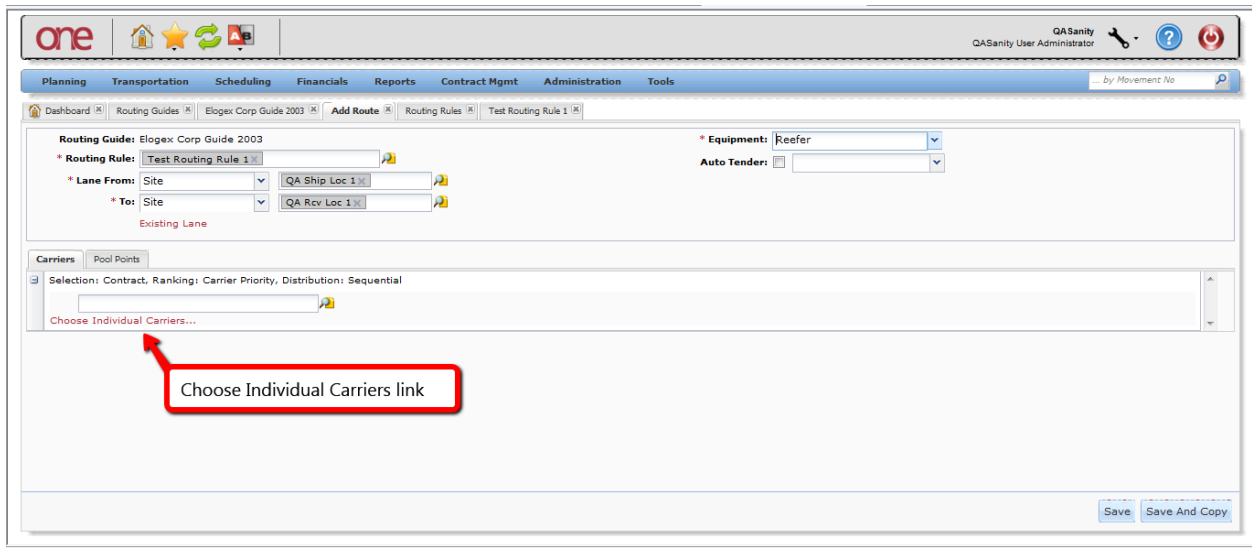 one
A B
QASanity
QASanity User Administrator
?
Planning Transportation Scheduling Financials Reports Contract Mgmt Administration Tools
... by Movement No
Dashboard Routing Guides Elogex Corp Guide 2003 Add Route Routing Rules Test Routing Rule 1
Routing Guide: Elogex Corp Guide 2003
* Equipment: Reefer
* Routing Rule: Test Routing Rule 1
Auto Tender:
* Lane From: Site QA Ship Loc 1
* To: Site QA Rcv Loc 1
Existing Lane
Carriers Pool Points
Selection: Contract, Ranking: Carrier Priority, Distribution: Sequential
Choose Individual Carriers...
Choose Individual Carriers link
Save Save And Copy